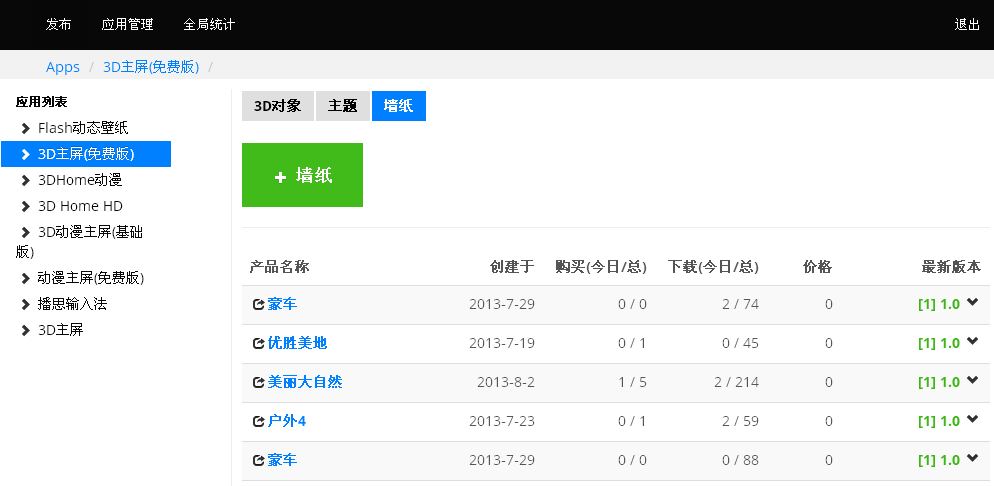 发布 应用管理 全局统计 退出
Apps / 3D主屏(免费版) /
应用列表
Flash动态壁纸
3D主屏(免费版)
3DHome动漫
3D Home HD
3D动漫主屏(基础
版)
动漫主屏(免费版)
播思输入法
3D主屏
3D对象 主题 墙纸
+ 墙纸
产品名称 创建于 购买(今日/总) 下载(今日/总) 价格 最新版本
豪车 2013-7-29 0 / 0 2 / 74 0 [1] 1.0
优胜美地 2013-7-19 0 / 1 0 / 45 0 [1] 1.0
美丽大自然 2013-8-2 1 / 5 2 / 214 0 [1] 1.0
户外4 2013-7-23 0 / 1 2 / 59 0 [1] 1.0
豪车 2013-7-29 0 / 0 0 / 88 0 [1] 1.0